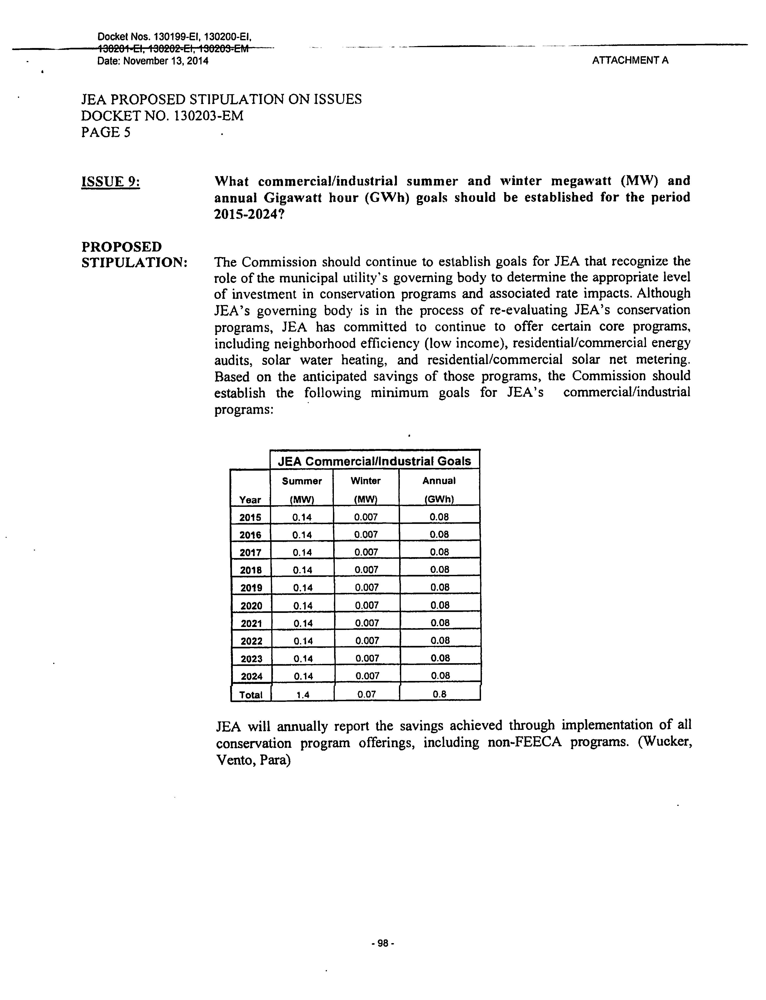 Docket Nos. 130199-EI, 130200-EI,
130201-EI, 130202-EI, 130203-EM
Date: November 13, 2014
ATTACHMENT A
JEA PROPOSED STIPULATION ON ISSUES
DOCKET NO. 130203-EM
PAGE 5
ISSUE 9: What commercial/industrial summer and winter megawatt (MW) and
annual Gigawatt hour (GWh) goals should be established for the period
2015-2024?
PROPOSED
STIPULATION: The Commission should continue to establish goals for JEA that recognize the
role of the municipal utility's governing body to determine the appropriate level
of investment in conservation programs and associated rate impacts. Although
JEA's governing body is in the process of re-evaluating JEA's conservation
programs, JEA has committed to continue to offer certain core programs,
including neighborhood efficiency (low income), residential/commercial energy
audits, solar water heating, and residential/commercial solar net metering.
Based on the anticipated savings of those programs, the Commission should
establish the following minimum goals for JEA's commercial/industrial
programs:
JEA Commercial/Industrial Goals
Summer Winter Annual
Year (MW) (MW) (GWh)
2015 0.14 0.007 0.08
2016 0.14 0.007 0.08
2017 0.14 0.007 0.08
2018 0.14 0.007 0.08
2019 0.14 0.007 0.08
2020 0.14 0.007 0.08
2021 0.14 0.007 0.08
2022 0.14 0.007 0.08
2023 0.14 0.007 0.08
2024 0.14 0.007 0.08
Total 1.4 0.07 0.8
JEA will annually report the savings achieved through implementation of all
conservation program offerings, including non-FEECA programs. (Wucker,
Vento, Para)
- 98 -